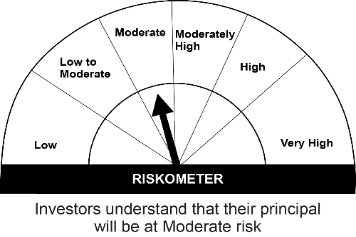 Low
Low to
Moderate
Moderate
Moderately
High
High
Very High
RISKOMETER
Investors understand that their principal
will be at Moderate risk